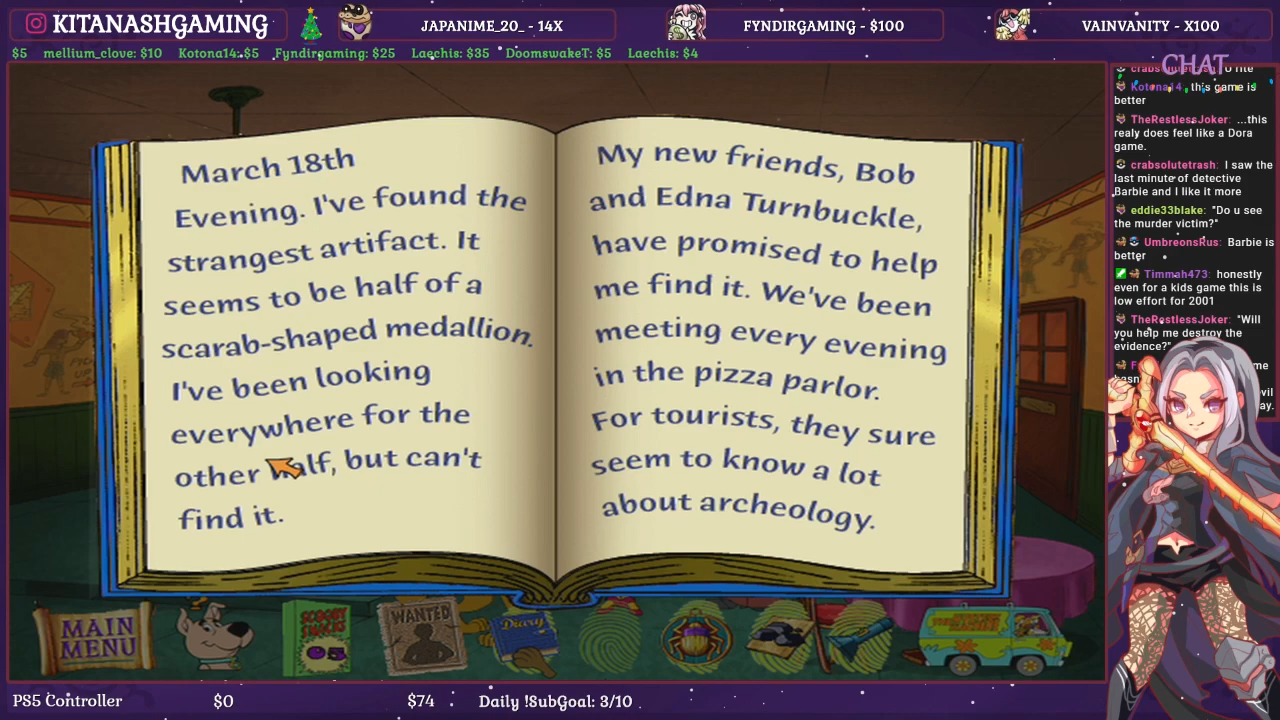 KITANASHGAMING
JAPANIME_20_ - 14X
FYNDIRGAMING - $100
VAINVANITY - X100
$5 mellium_clove: $10 Kotona14: $5 Fyndirgaming: $25 Laechis: $35 DoomswakeT: $5 Laechis: $4
CHAT
Kotona14: this game is
better
TheRestlessJoker: ...this
realy does feel like a Dora
game.
crabsolutetrash: I saw the
last minute of detective
Barbie and I like it more
eddie33blake: "Do u see
the murder victim?"
UmbreonsRus: Barbie is
better
Timmah473: honestly
even for a kids game this is
low effort for 2001
TheRestlessJoker: "Will
you help me destroy the
evidence?"
March 18th
Evening. I've found the
strangest artifact. It
seems to be half of a
scarab-shaped medallion.
I've been looking
everywhere for the
other half, but can't
find it.
My new friends, Bob
and Edna Turnbuckle,
have promised to help
me find it. We've been
meeting every evening
in the pizza parlor.
For tourists, they sure
seem to know a lot
about archeology.
MAIN
MENU
SCOOBY
SNACKS
WANTED
Diary
PS5 Controller
$0
$74
Daily !SubGoal: 3/10